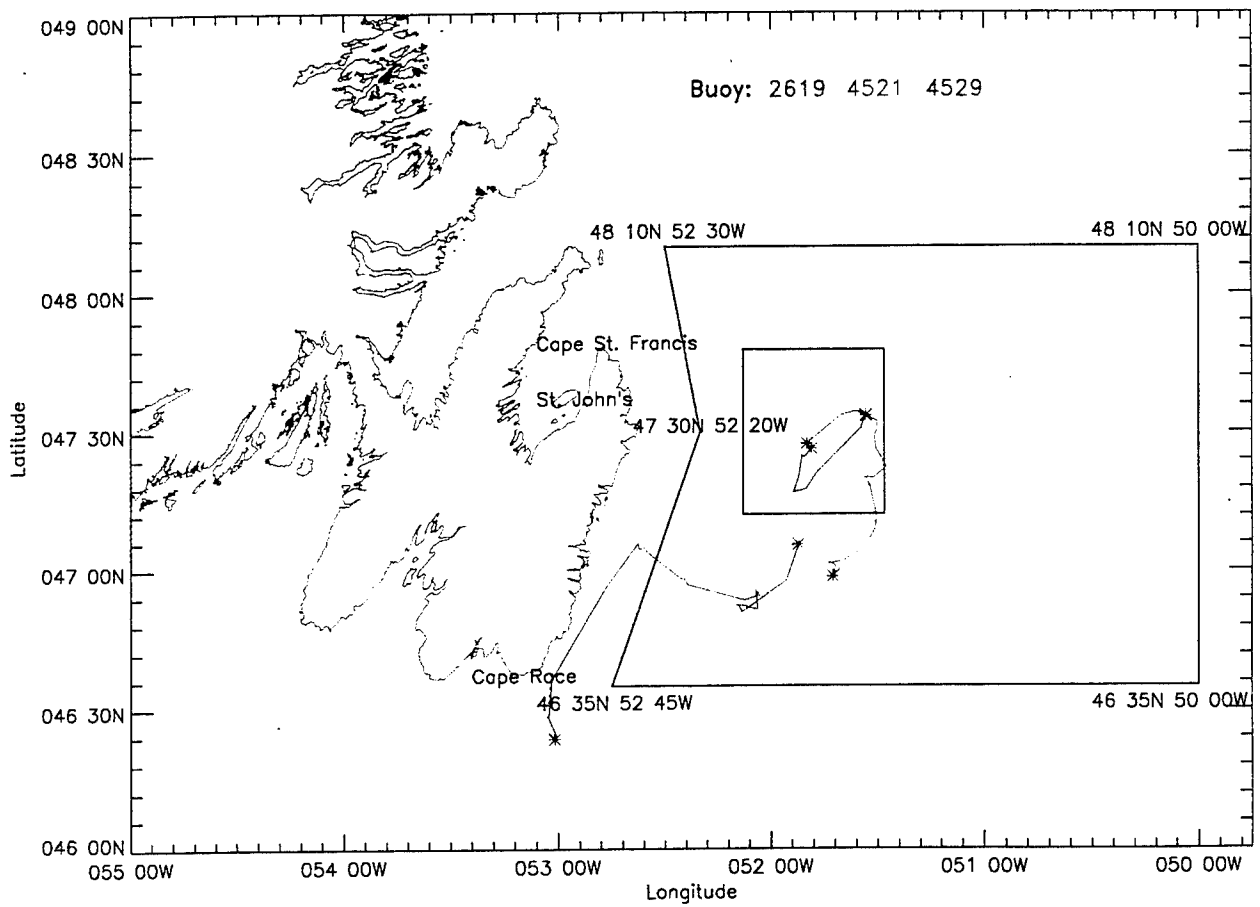 049 00N
Buoy: 2619 4521 4529
048 30N
48 10N 52 30W
48 10N 50 00W
048 00N
Cape St. Francis
St. John's
47 30N 52 20W
047 30N
Latitude
047 00N
Cape Race
46 35N 52 45W
46 35N 50 00W
046 30N
046 00N
055 00W
054 00W
053 00W
052 00W
051 00W
050 00W
Longitude